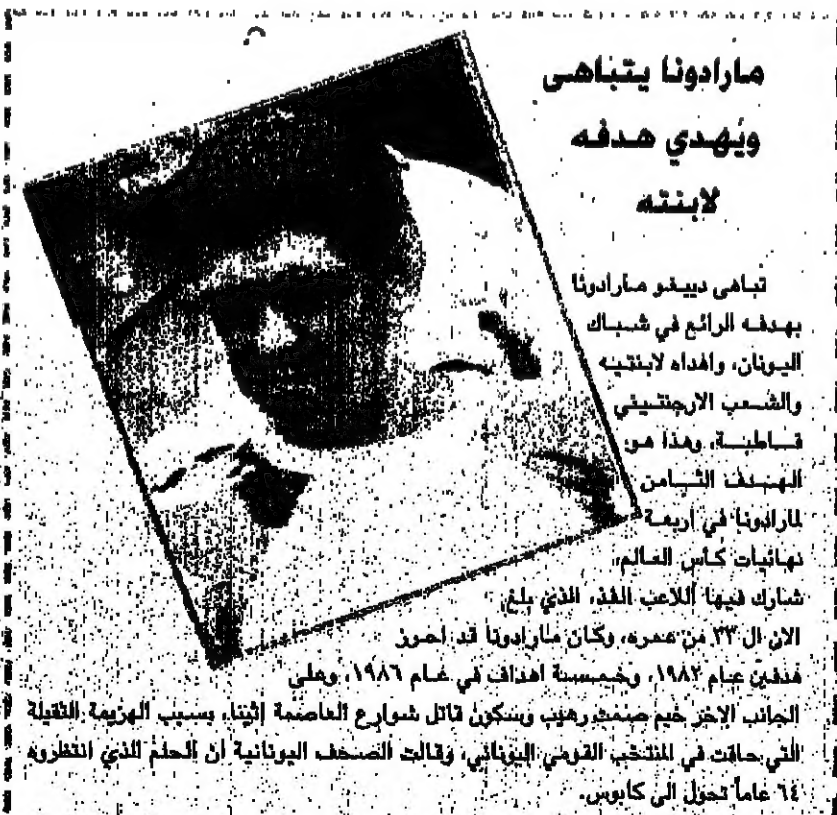 مارادونا يتباهى
ويُهدي هدفه
لابنته
تباهى دييغو مارادونا
بهدفه الرائع في شباك
اليونان، واهداه لابنتيه
والشعب الارجنتيني
قاطبة، وهذا هو
الهدف الثامن
لمارادونا في اربعة
نهائيات كأس العالم،
شارك فيها اللاعب الفذ، الذي بلغ
الان ال ٣٣ من عمره، وكان مارادونا قد احرز
هدفين عام ١٩٨٢، وخمسة اهداف في عام ١٩٨٦، وعلى
الجانب الاخر خيم صمت رهيب وسكون قاتل شوارع العاصمة اثينا، بسبب الهزيمة الثقيلة
التي حاقت في المنتخب القومي اليوناني، وقالت الصحف اليونانية ان الحلم الذي انتظروه
٦٤ عاماً تحول الى كابوس.